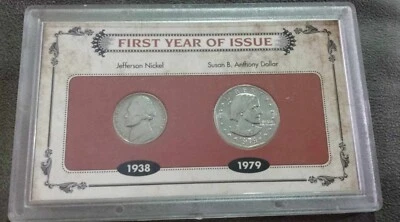 FIRST YEAR OF ISSUE
Jefferson Nickel
Susan B. Anthony Dollar
1938
1979